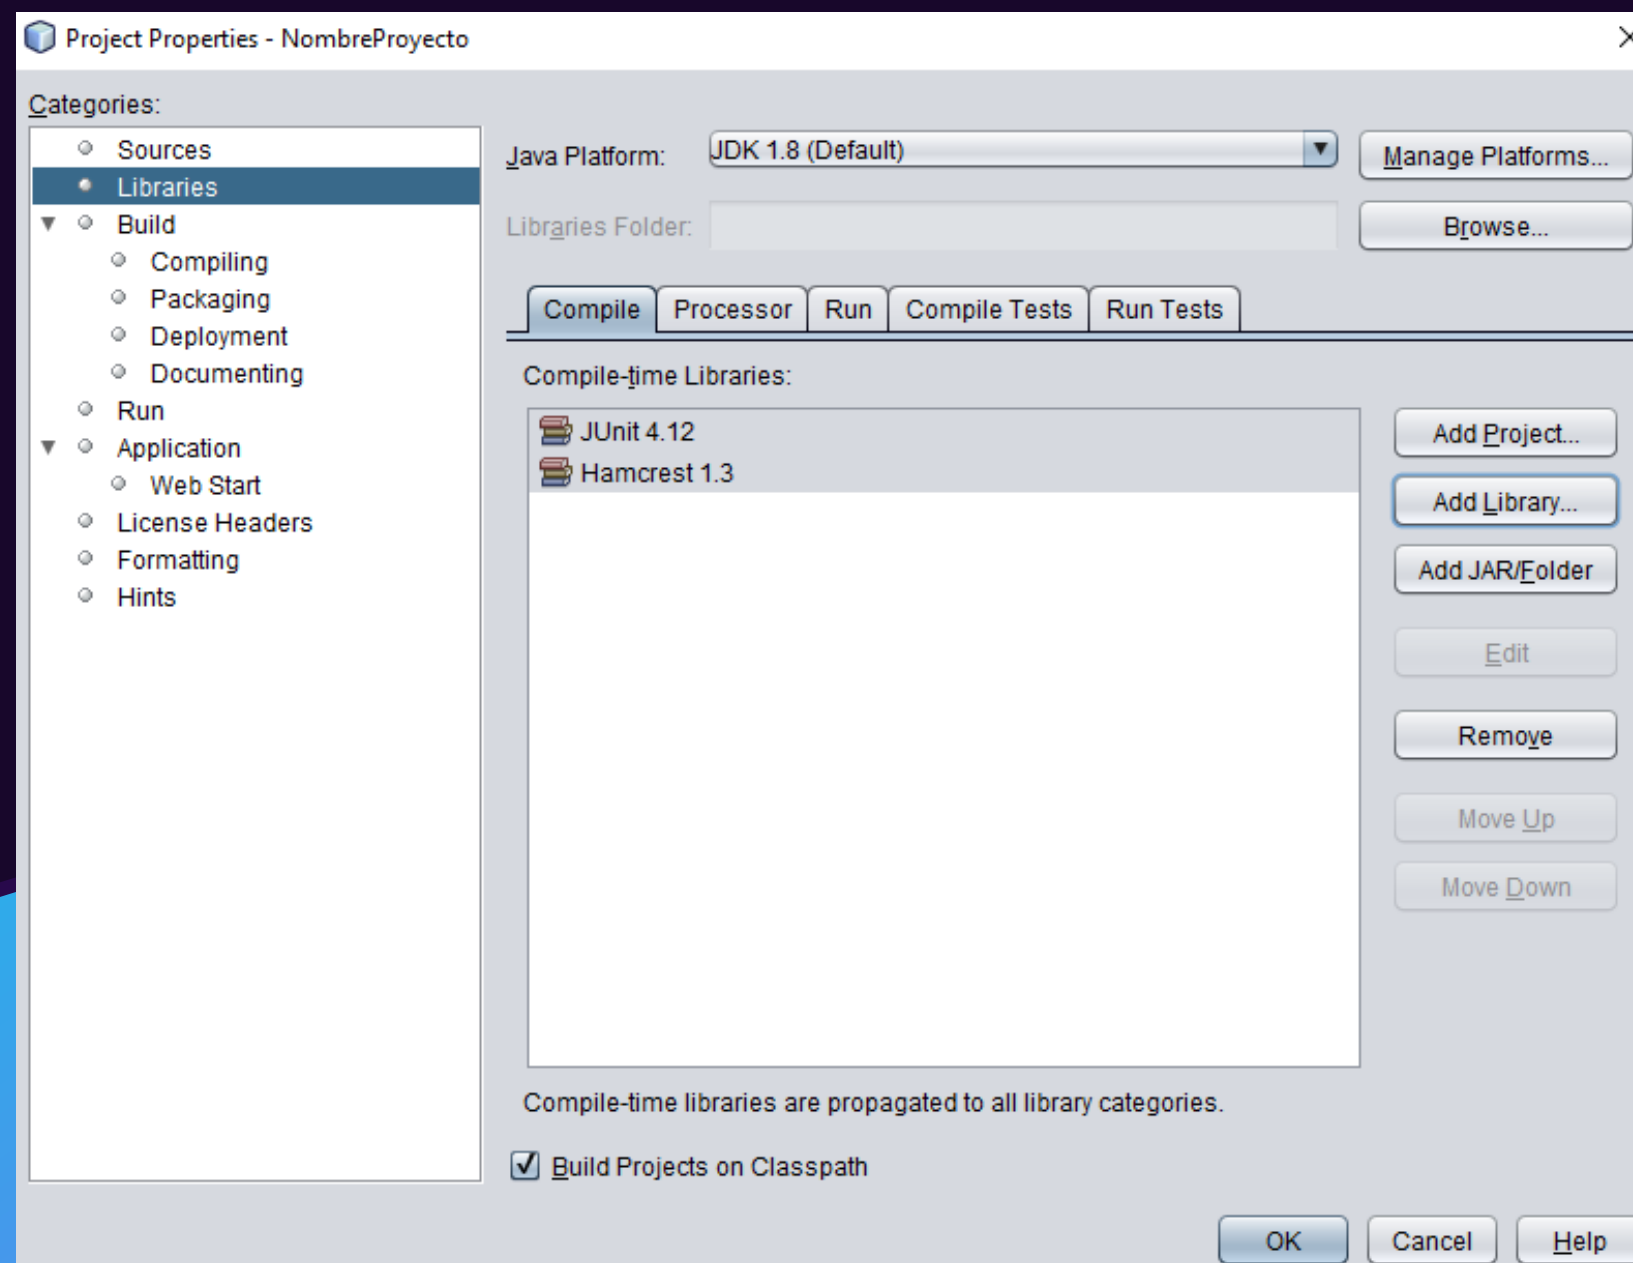 Project Properties - NombreProyecto
Categories:
Sources
Libraries
Build
Compiling
Packaging
Deployment
Documenting
Run
Application
Web Start
License Headers
Formatting
Hints
Java Platform: JDK 1.8 (Default) Manage Platforms...
Libraries Folder: Browse...
Compile Processor Run Compile Tests Run Tests
Compile-time Libraries:
JUnit 4.12
Hamcrest 1.3
Add Project...
Add Library...
Add JAR/Folder
Edit
Remove
Move Up
Move Down
Compile-time libraries are propagated to all library categories.
Build Projects on Classpath
OK Cancel Help